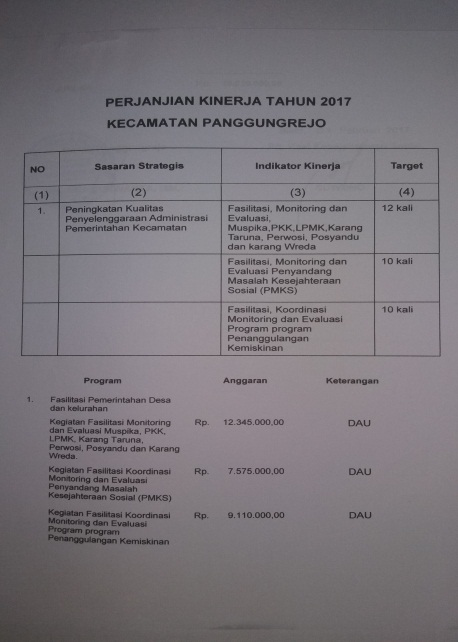 PERJANJIAN KINERJA TAHUN 2017
KECAMATAN PANGGUNGREJO
NO Sasaran Strategis Indikator Kinerja Target
(1) (2) (3) (4)
1. Peningkatan Kualitas
Penyelenggaraan Administrasi
Pemerintahan Kecamatan
Fasilitasi, Monitoring dan
Evaluasi,
Muspika,PKK,LPMK,Karang
Taruna, Perwosi, Posyandu
dan karang Wreda
12 kali
Fasilitasi, Monitoring dan
Evaluasi Penyandang
Masalah Kesejahteraan
Sosial (PMKS)
10 kali
Fasilitasi, Koordinasi
Monitoring dan Evaluasi
Program program
Penanggulangan
Kemiskinan
10 kali
Program Anggaran Keterangan
1. Fasilitasi Pemerintahan Desa
dan kelurahan
Kegiatan Fasilitasi Monitoring Rp. 12.345.000,00 DAU
dan Evaluasi Muspika, PKK,
LPMK, Karang Taruna,
Perwosi, Posyandu dan Karang
Wreda.
Kegiatan Fasilitasi Koordinasi Rp. 7.575.000,00 DAU
Monitoring dan Evaluasi
Penyandang Masalah
Kesejahteraan Sosial (PMKS)
Kegiatan Fasilitasi Koordinasi Rp. 9.110.000,00 DAU
Monitoring dan Evaluasi
Program program
Penanggulangan Kemiskinan